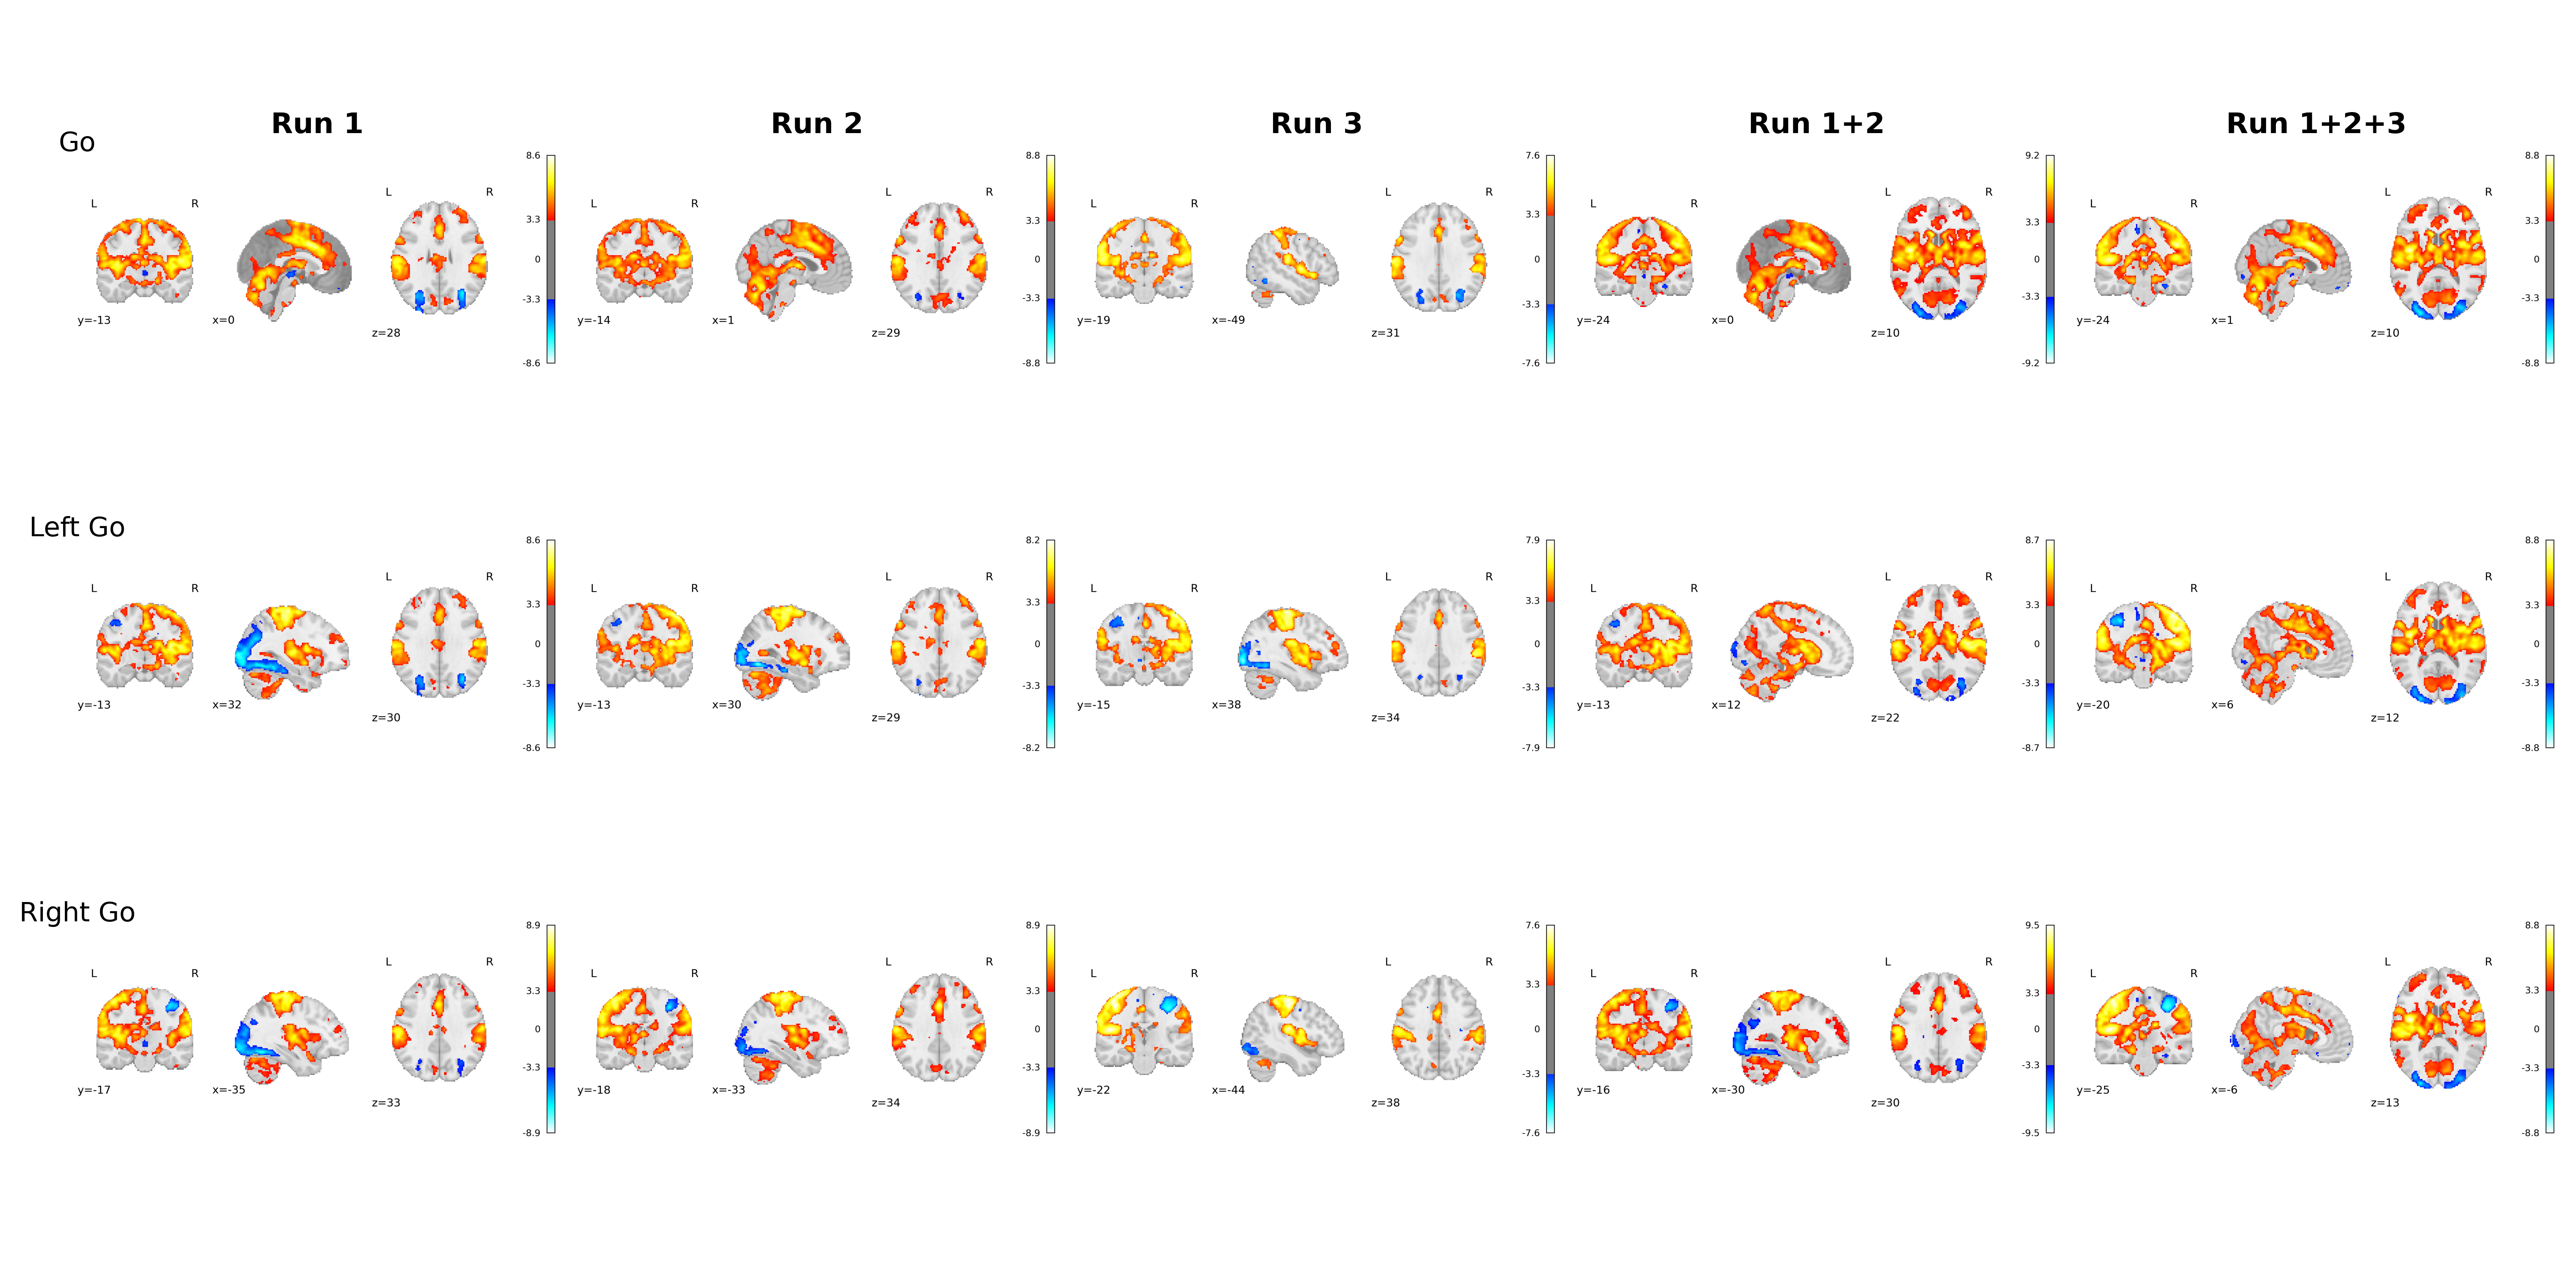 Run 1 Run 2 Run 3 Run 1+2 Run 1+2+3
Go
8.6 8.8 7.6 9.2 8.8
L R L R L R L R L R L R L R L R L R L R
3.3 3.3 3.3 3.3 3.3
0 0 0 0 0
-3.3 -3.3 -3.3 -3.3 -3.3
y=-13 x=0 z=28 y=-14 x=1 z=29 y=-19 x=-49 z=31 y=-24 x=0 z=10 y=-24 x=1 z=10
-8.6 -8.8 -7.6 -9.2 -8.8
Left Go
8.6 8.2 7.9 8.7 8.8
L R L R L R L R L R L R L R L R L R L R
3.3 3.3 3.3 3.3 3.3
0 0 0 0 0
-3.3 -3.3 -3.3 -3.3 -3.3
y=-13 x=32 z=30 y=-13 x=30 z=29 y=-15 x=38 z=34 y=-13 x=12 z=22 y=-20 x=6 z=12
-8.6 -8.2 -7.9 -8.7 -8.8
Right Go
8.9 8.9 7.6 9.5 8.8
L R L R L R L R L R L R L R L R L R L R
3.3 3.3 3.3 3.3 3.3
0 0 0 0 0
-3.3 -3.3 -3.3 -3.3 -3.3
y=-17 x=-35 z=33 y=-18 x=-33 z=34 y=-22 x=-44 z=38 y=-16 x=-30 z=30 y=-25 x=-6 z=13
-8.9 -8.9 -7.6 -9.5 -8.8